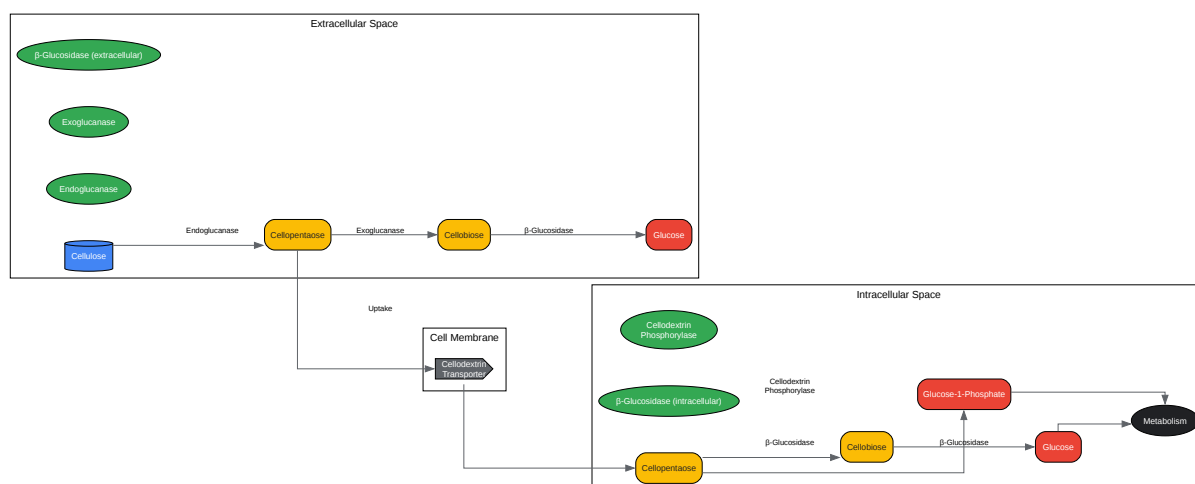 Extracellular Space
β-Glucosidase (extracellular)
Exoglucanase
Endoglucanase
Endoglucanase
Cellulose
Cellopentaose
Exoglucanase
Cellobiose
β-Glucosidase
Glucose
Uptake
Cell Membrane
Cellodextrin
Transporter
Intracellular Space
Cellodextrin
Phosphorylase
β-Glucosidase (intracellular)
Cellodextrin
Phosphorylase
Glucose-1-Phosphate
Metabolism
Cellopentaose
β-Glucosidase
Cellobiose
β-Glucosidase
Glucose